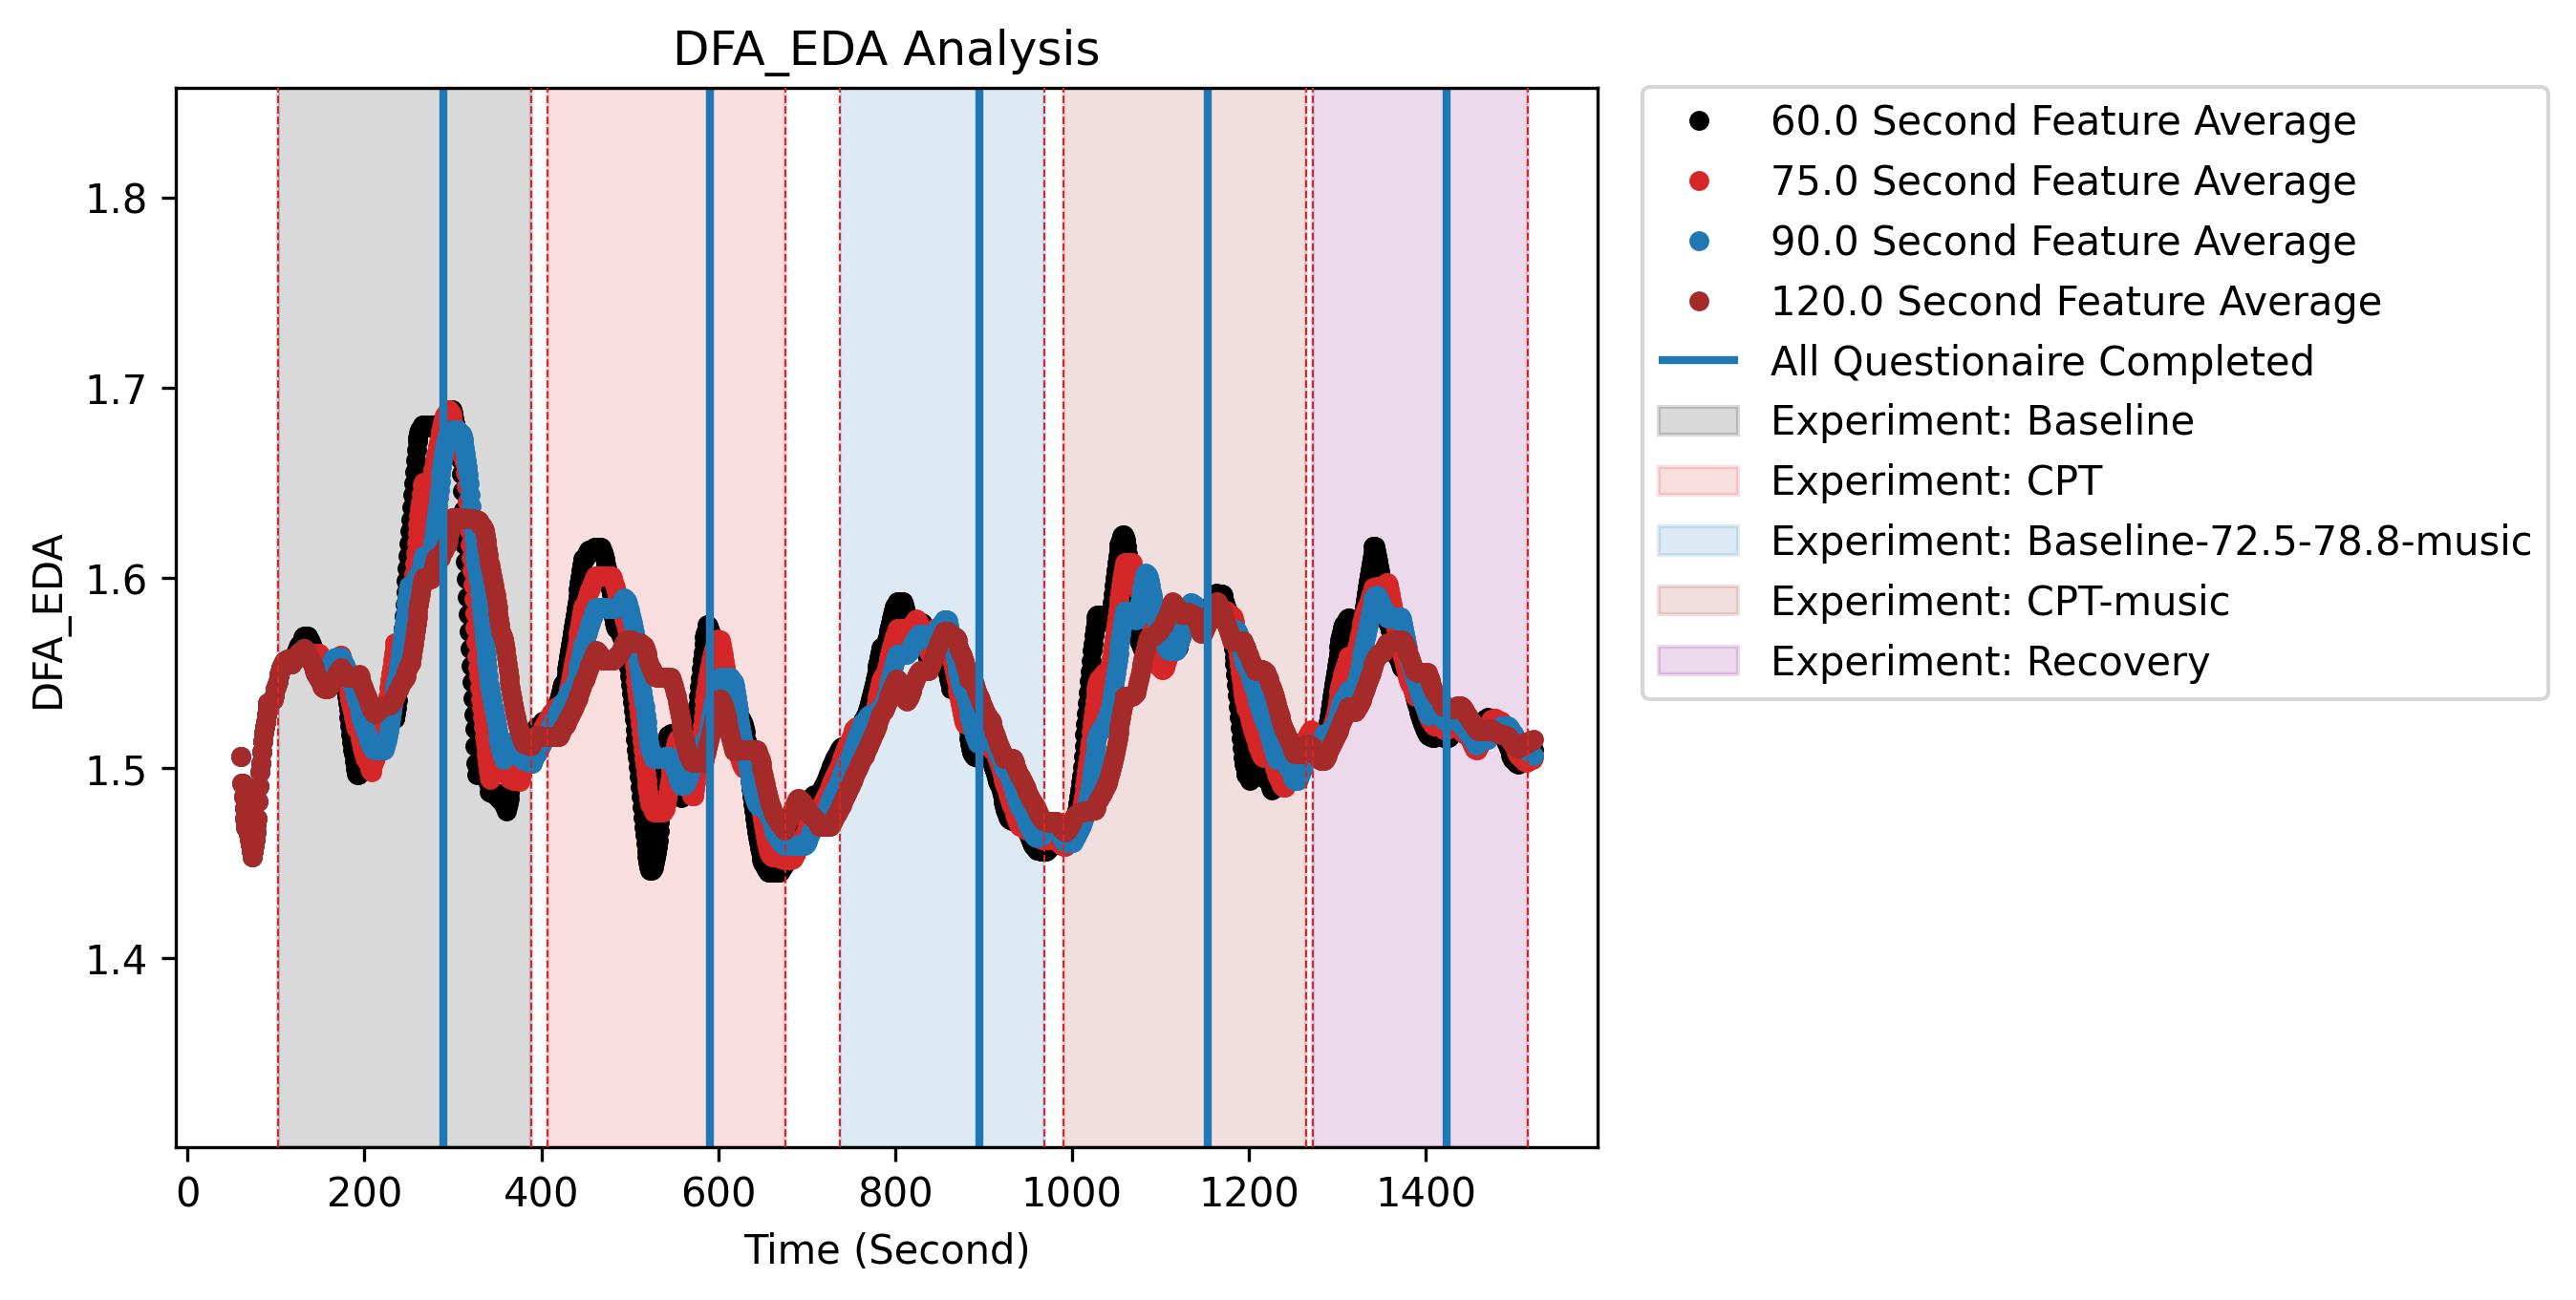 DFA_EDA Analysis
DFA_EDA
1.8
1.7
1.6
1.5
1.4
0 200 400 600 800 1000 1200 1400
Time (Second)
60.0 Second Feature Average
75.0 Second Feature Average
90.0 Second Feature Average
120.0 Second Feature Average
All Questionaire Completed
Experiment: Baseline
Experiment: CPT
Experiment: Baseline-72.5-78.8-music
Experiment: CPT-music
Experiment: Recovery